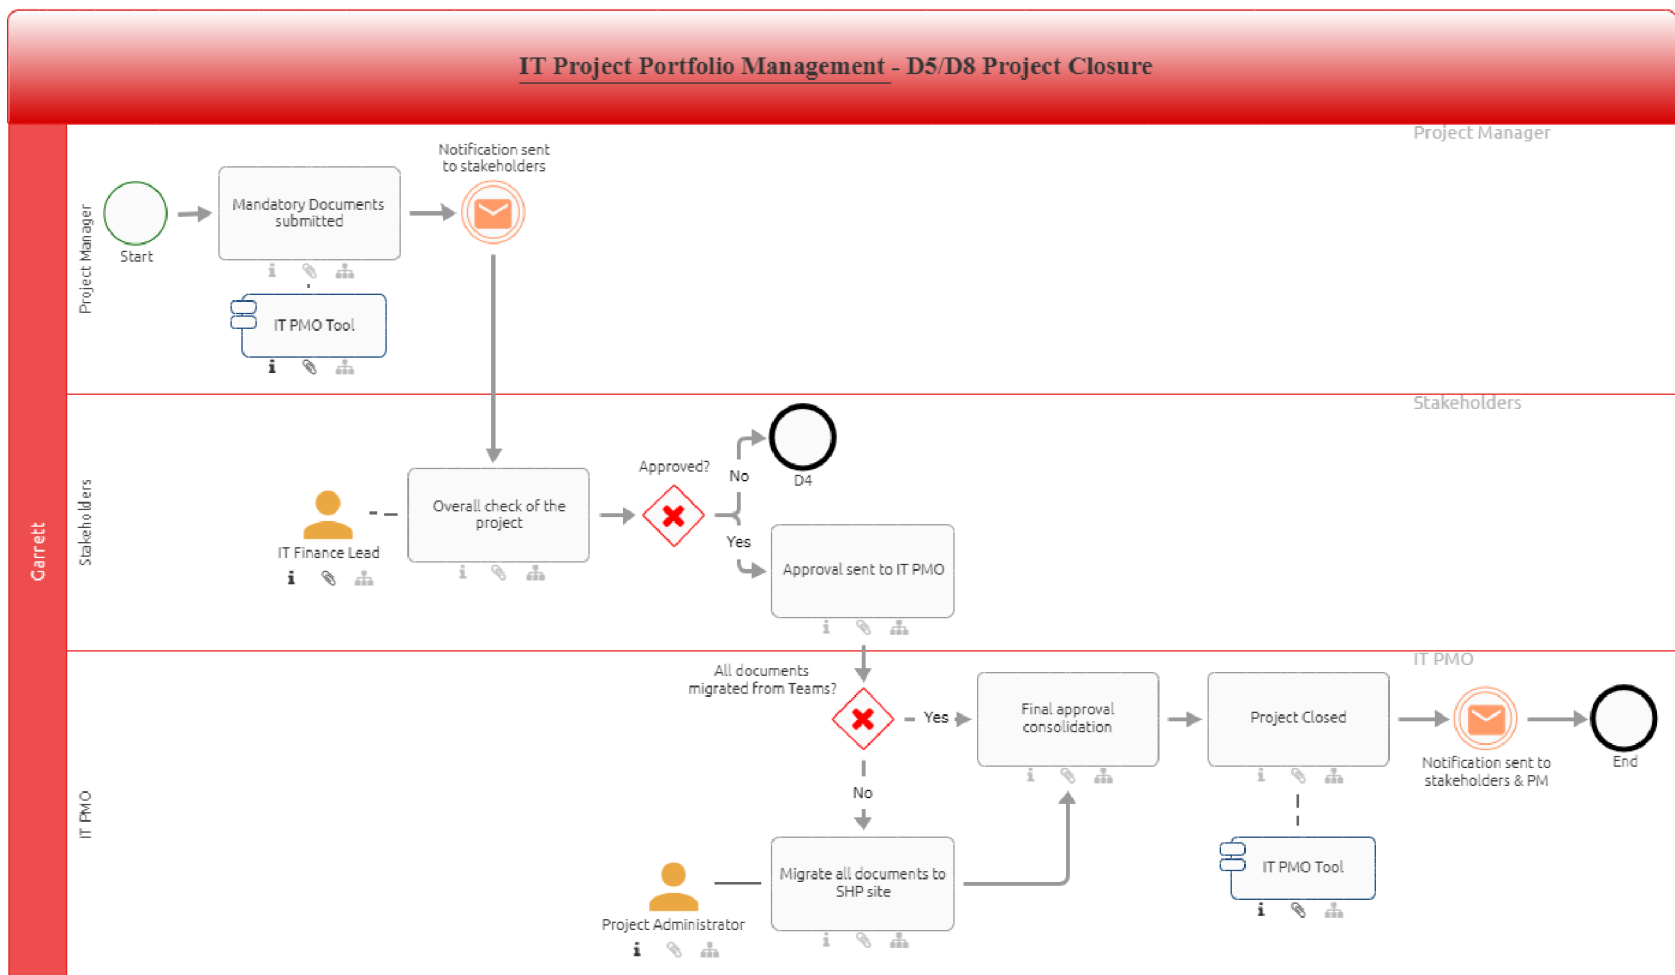 IT Project Portfolio Management - D5/D8 Project Closure
Garrett
Project Manager
Project Manager
Start
Mandatory Documents
submitted
IT PMO Tool
Notification sent
to stakeholders
Stakeholders
Stakeholders
IT Finance Lead
Overall check of the
project
Approved?
No
D4
Yes
Approval sent to IT PMO
IT PMO
IT PMO
All documents
migrated from Teams?
Yes
Final approval
consolidation
Project Closed
Notification sent to
stakeholders & PM
End
No
Migrate all documents to
SHP site
Project Administrator
IT PMO Tool